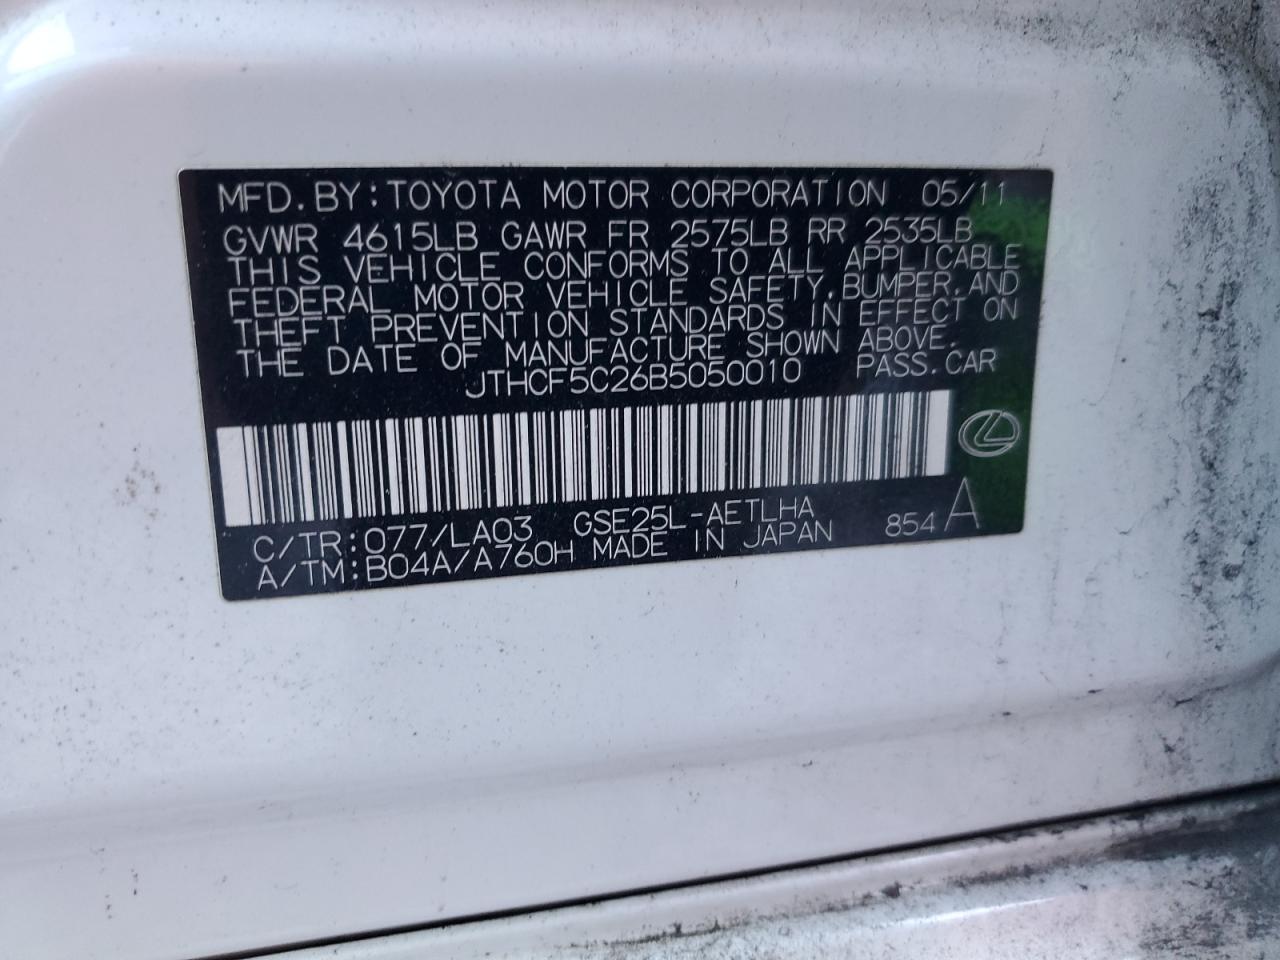 MFD. BY: TOYOTA MOTOR CORPORATION 05/11
GVWR 4615LB GAWR FR 2575LB RR 2535LB
THIS VEHICLE CONFORMS TO ALL APPLICABLE
FEDERAL MOTOR VEHICLE SAFETY, BUMPER, AND
THEFT PREVENTION STANDARDS IN EFFECT ON
THE DATE OF MANUFACTURE SHOWN ABOVE.
JTHCF5C26B5050010 PASS. CAR
C/TR: 077/LA03 GSE25L-AETLHA
A/TM: B04A/A760H MADE IN JAPAN 854 A